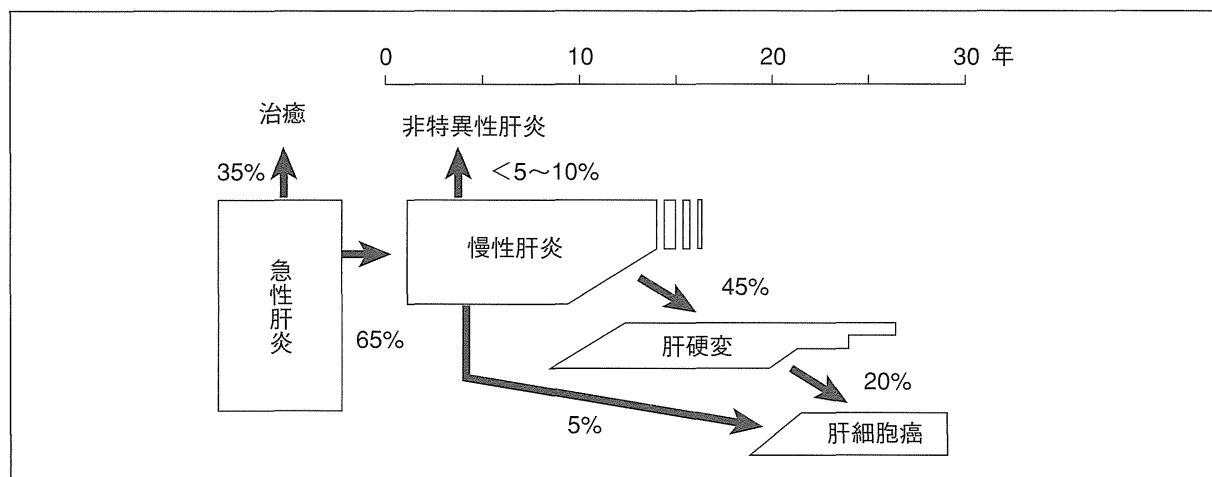 0 10 20 30 年
治癒
非特異性肝炎
35%
<5～10%
慢性肝炎
急性肝炎
45%
65%
肝硬変
20%
5%
肝細胞癌